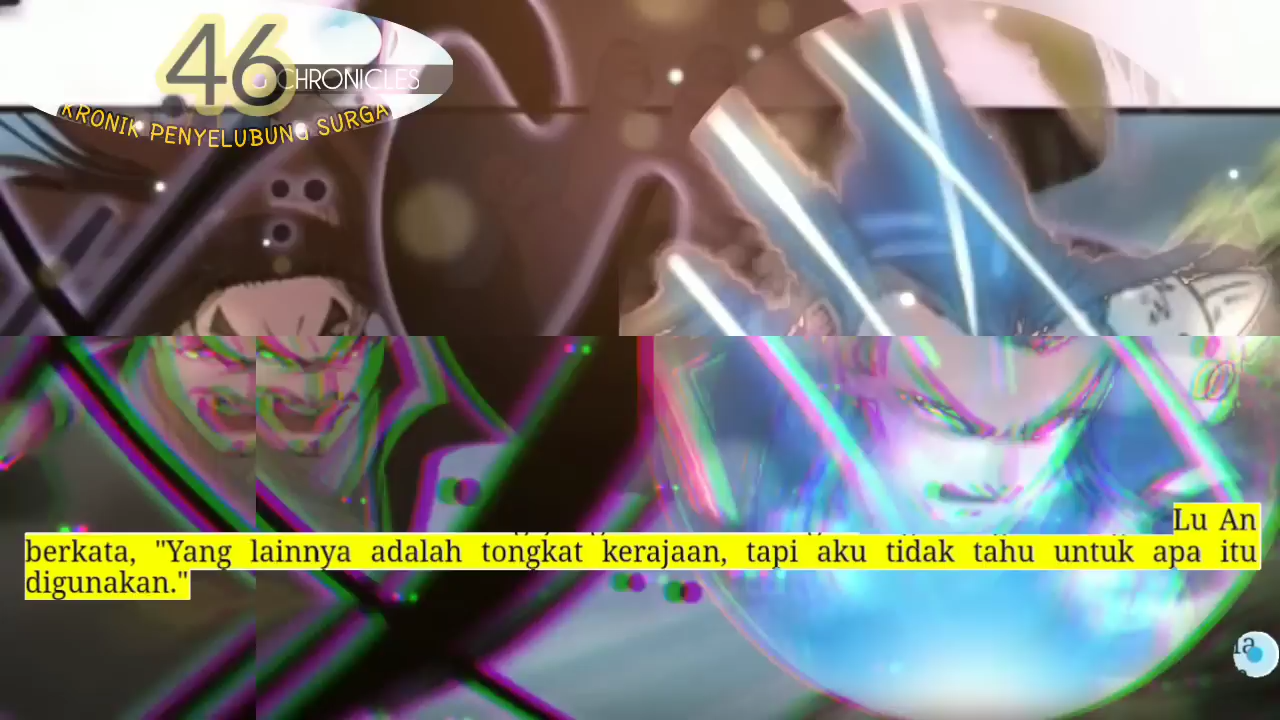 46
CHRONICLES
KRONIK PENYELUBUNG SURGA
Lu An
berkata, "Yang lainnya adalah tongkat kerajaan, tapi aku tidak tahu untuk apa itu
digunakan."